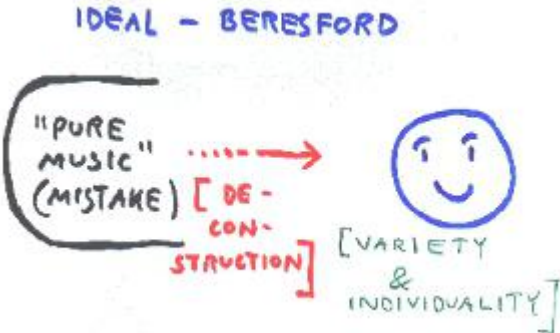 IDEAL - BERESFORD
"PURE
MUSIC"
(MISTAKE)
[DE-
CON-
STRUCTION]
[VARIETY
&
INDIVIDUALITY]